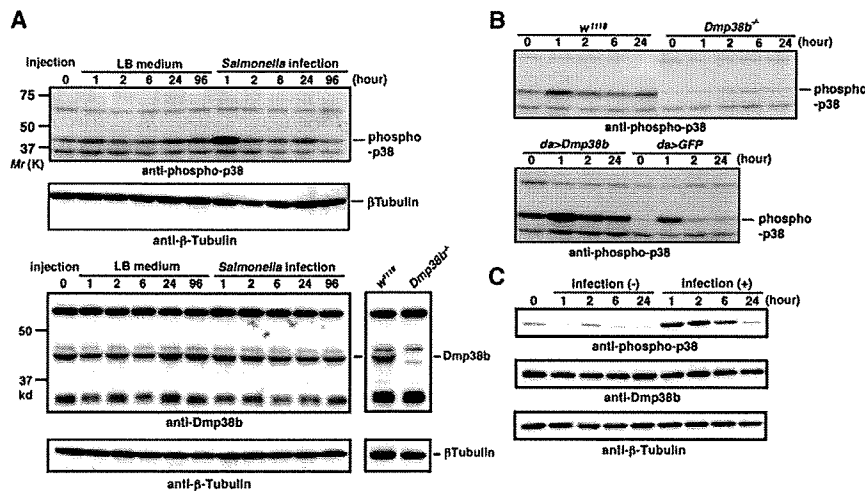 A
injection LB medium Salmonella infection
0 1 2 6 24 96 1 2 6 24 96 (hour)
75
50
37
Mr (K)
phospho
-p38
anti-phospho-p38
βTubulin
anti-β-Tubulin
injection LB medium Salmonella infection
0 1 2 6 24 96 1 2 6 24 96
w1118 Dmp38b-/-
50
37
kd
Dmp38b
anti-Dmp38b
βTubulin
anti-β-Tubulin
B
w1118 Dmp38b-/-
0 1 2 6 24 0 1 2 6 24 (hour)
phospho
-p38
anti-phospho-p38
da>Dmp38b da>GFP
0 1 2 24 0 1 2 24 (hour)
phospho
-p38
anti-phospho-p38
C
infection (-) infection (+)
0 1 2 6 24 1 2 6 24 (hour)
anti-phospho-p38
anti-Dmp38b
anti-β-Tubulin